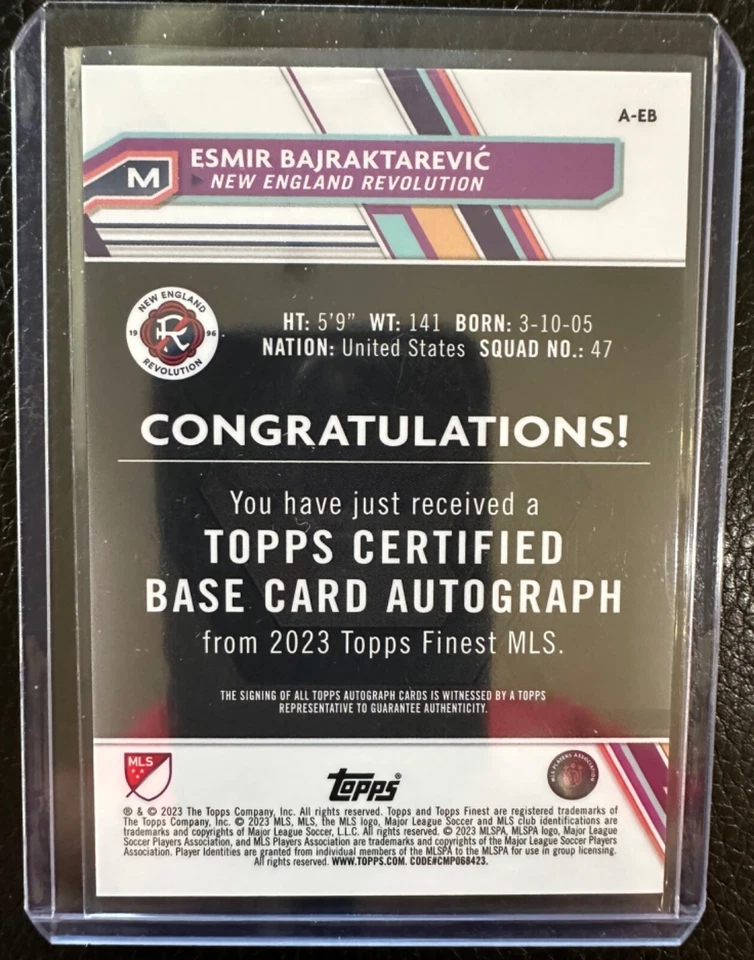 A-EB
M
ESMIR BAJRAKTAREVIĆ
NEW ENGLAND REVOLUTION
NEW ENGLAND
19 96
REVOLUTION
HT: 5'9" WT: 141 BORN: 3-10-05
NATION: United States SQUAD NO.: 47
CONGRATULATIONS!
You have just received a
TOPPS CERTIFIED
BASE CARD AUTOGRAPH
from 2023 Topps Finest MLS.
THE SIGNING OF ALL TOPPS AUTOGRAPH CARDS IS WITNESSED BY A TOPPS
REPRESENTATIVE TO GUARANTEE AUTHENTICITY.
MLS
topps®
MLS PLAYERS ASSOCIATION
® & © 2023 The Topps Company, Inc. All rights reserved. Topps and Topps Finest are registered trademarks of
The Topps Company, Inc. © 2023 MLS, MLS, the MLS logo, Major League Soccer and MLS club identifications are
trademarks and copyrights of Major League Soccer, L.L.C. All rights reserved. © 2023 MLSPA, MLSPA logo, Major League
Soccer Players Association, and MLS Players Association are trademarks and copyrights of the Major League Soccer Players
Association. Player Identities are granted from individual members of the MLSPA to the MLSPA for use in group licensing.
All rights reserved. WWW.TOPPS.COM. CODE#CMP068423.